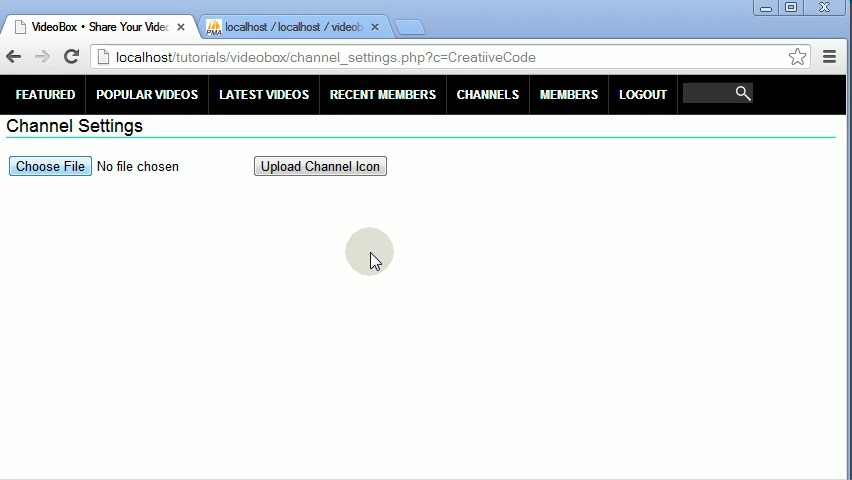 VideoBox • Share Your Videc
PMA localhost / localhost / videob
localhost/tutorials/videobox/channel_settings.php?c=CreatiiveCode
FEATURED POPULAR VIDEOS LATEST VIDEOS RECENT MEMBERS CHANNELS MEMBERS LOGOUT
Channel Settings
Choose File No file chosen Upload Channel Icon